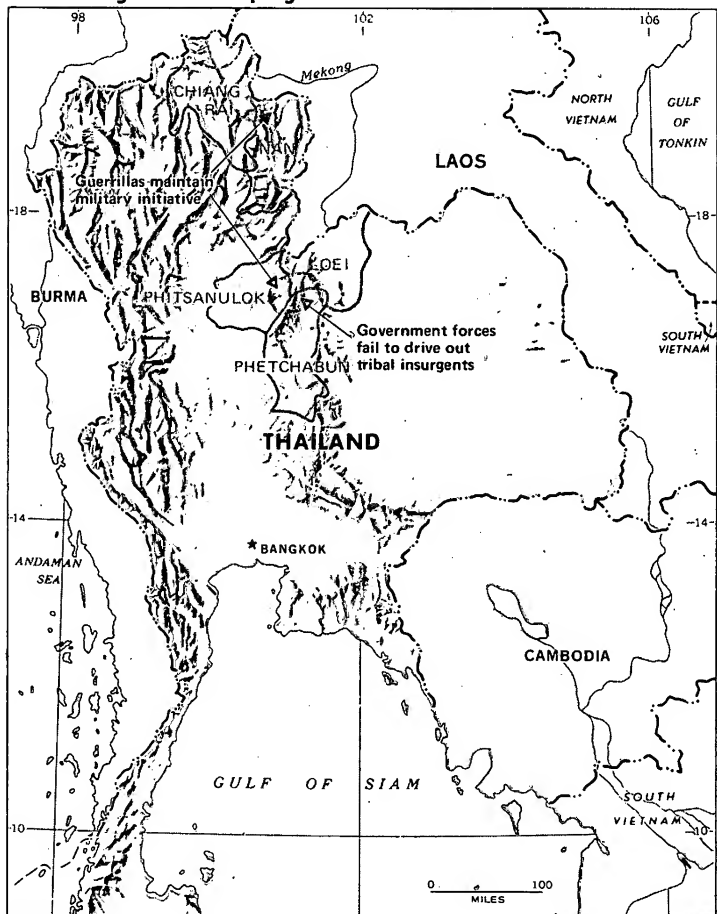 98
102
106
Mekong
CHIANG
RAI
NAN
NORTH
VIETNAM
GULF
OF
TONKIN
LAOS
Guerrillas maintain
military initiative
18
18
LOEI
BURMA
PHITSANULOK
Government forces
fail to drive out
tribal insurgents
SOUTH
VIETNAM
PHETCHABUN
THAILAND
14
14
BANGKOK
ANDAMAN
SEA
CAMBODIA
GULF OF SIAM
SOUTH
VIETNAM
10
10
0 100
MILES